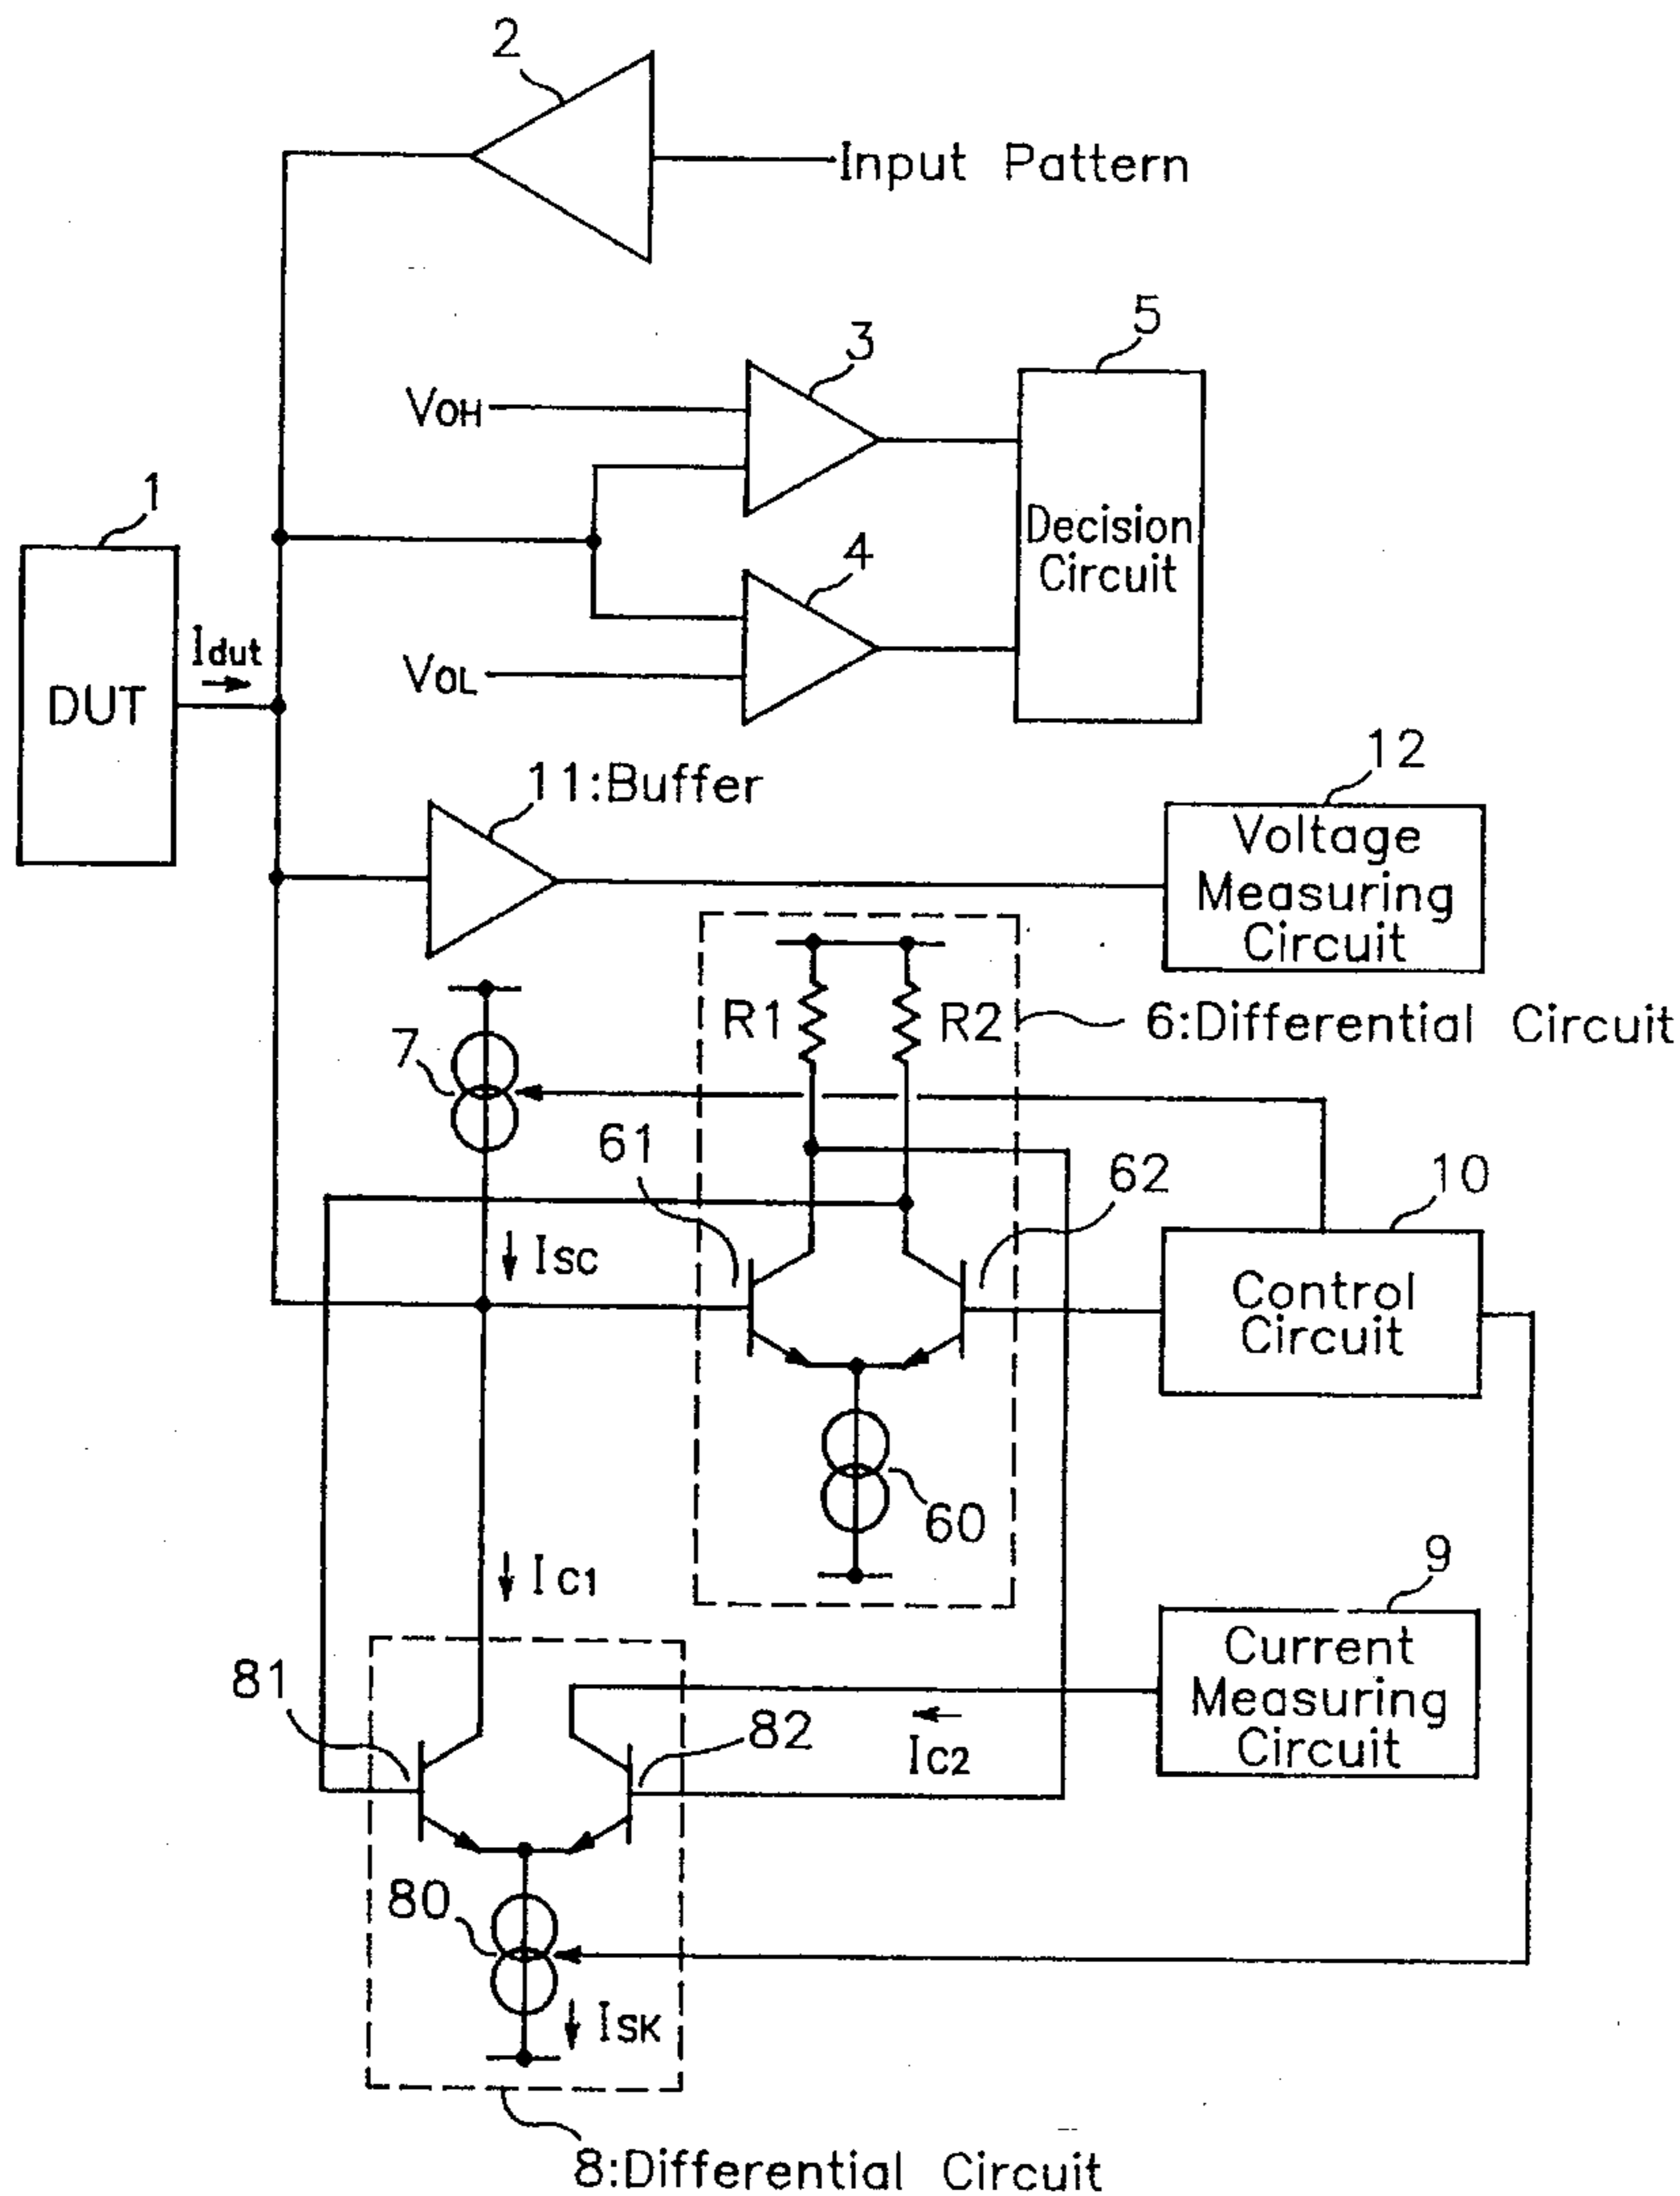 2
Input Pattern
5
3
VOH
1
Decision
Circuit
4
Idut
VOL
DUT
12
11:Buffer
Voltage
Measuring
Circuit
R1
R2
6:Differential Circuit
7
61
62
10
ISC
Control
Circuit
60
9
IC1
Current
Measuring
Circuit
81
82
IC2
80
ISK
8:Differential Circuit